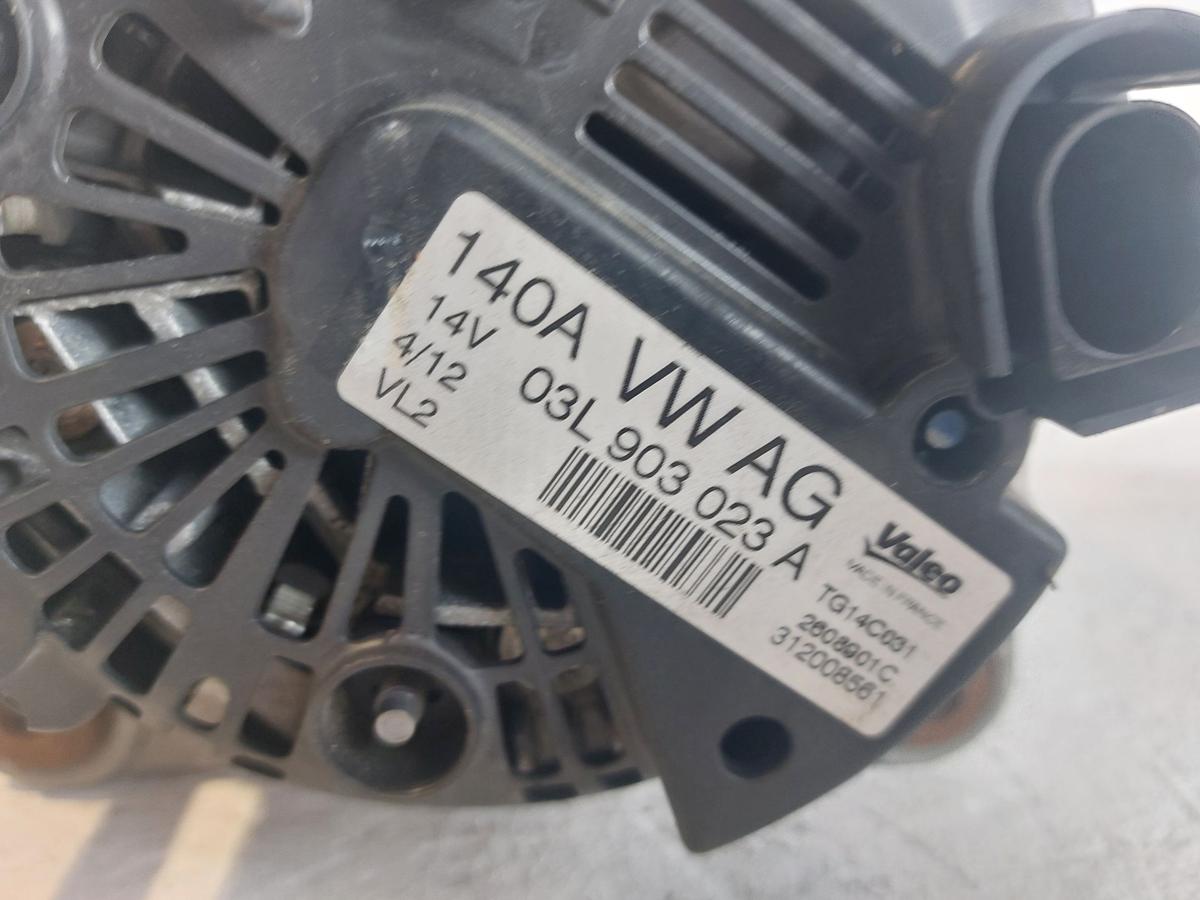 140A VW AG
14V 03L 903 023 A
4/12
VL2
Valeo
MADE IN FRANCE
TG14C031
2608901C
312008561